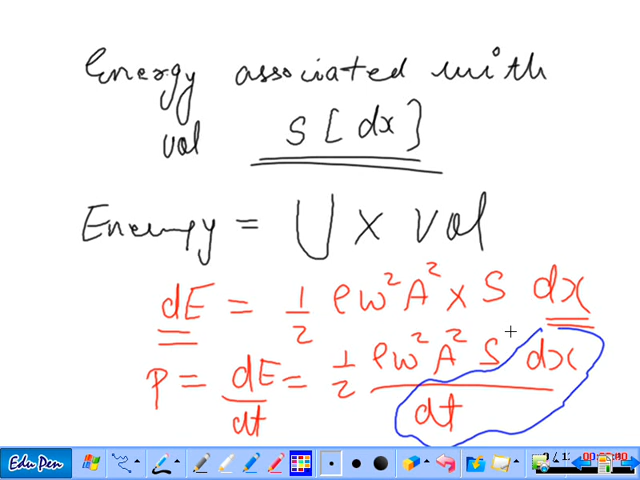 Energy associated with
vol S [dx]
Energy = U x vol
dE = 1/2 ρω²A² x S dx
P = dE/dt = 1/2 ρω²A² S dx/dt
Edu Pen